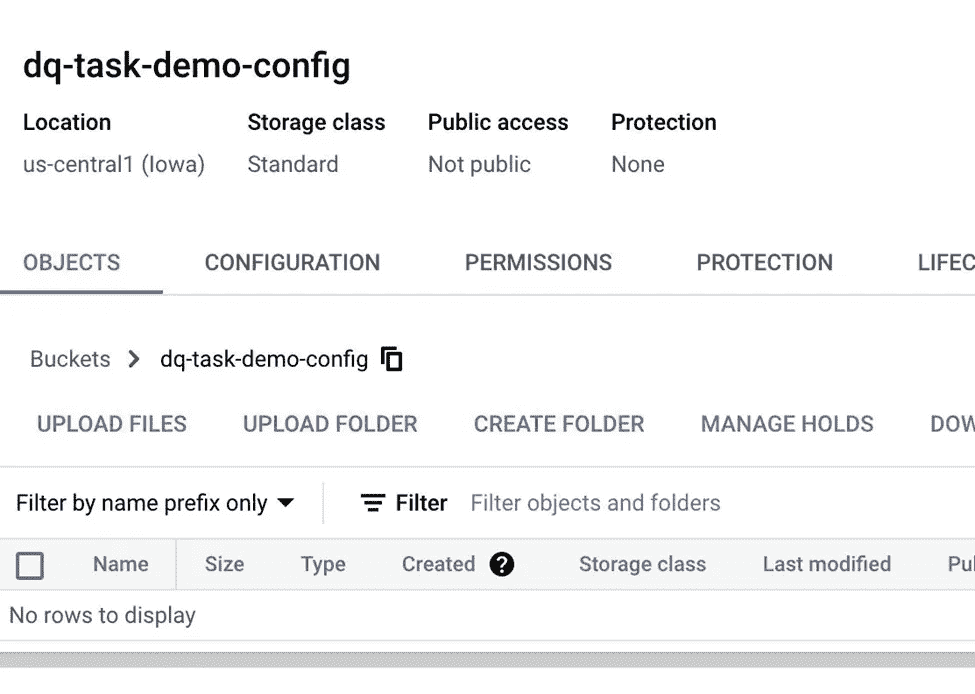 dq-task-demo-config
Location Storage class Public access Protection
us-central1 (Iowa) Standard Not public None
OBJECTS CONFIGURATION PERMISSIONS PROTECTION LIFEC
Buckets dq-task-demo-config
UPLOAD FILES UPLOAD FOLDER CREATE FOLDER MANAGE HOLDS DOW
Filter by name prefix only Filter Filter objects and folders
Name Size Type Created ? Storage class Last modified Pul
No rows to display